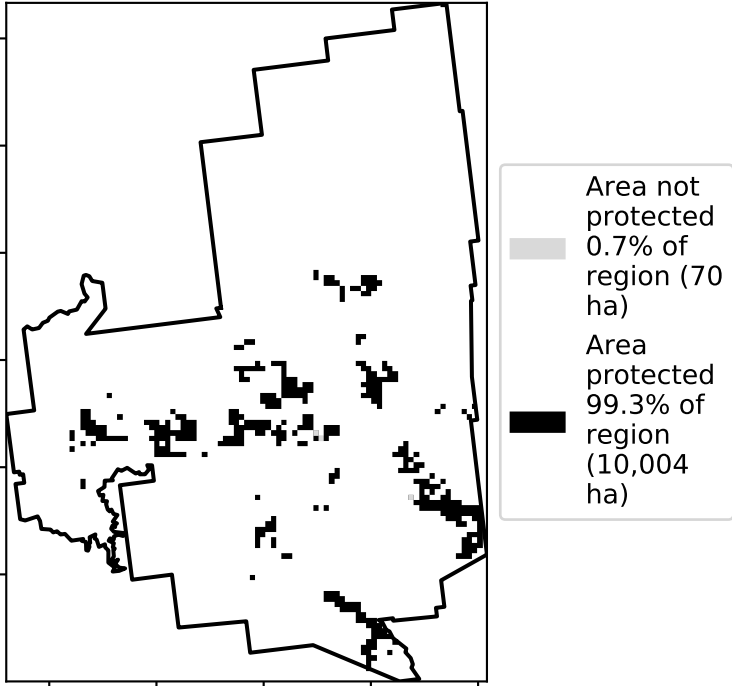 Area not
protected
0.7% of
region (70
ha)
Area
protected
99.3% of
region
(10,004
ha)